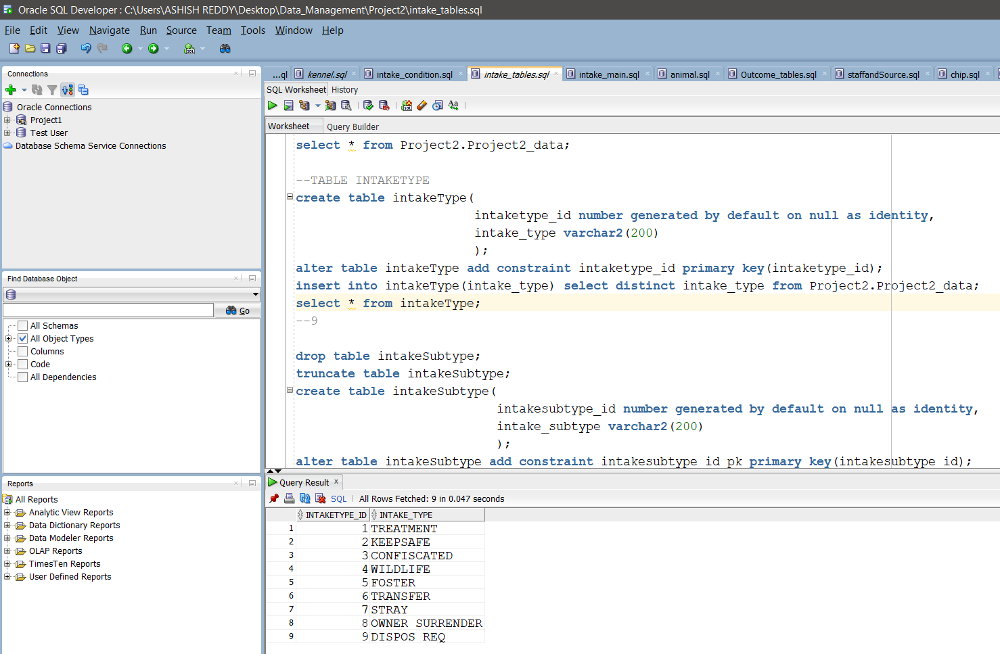 Oracle SQL Developer : C:\Users\ASHISH REDDY\Desktop\Data_Management\Project2\intake_tables.sql
File Edit View Navigate Run Source Team Tools Window Help
Connections
Oracle Connections
Project1
Test User
Database Schema Service Connections
Find Database Object
Go
All Schemas
All Object Types
Columns
Code
All Dependencies
Reports
All Reports
Analytic View Reports
Data Dictionary Reports
Data Modeler Reports
OLAP Reports
TimesTen Reports
User Defined Reports
...ql kennel.sql intake_condition.sql intake_tables.sql intake_main.sql animal.sql Outcome_tables.sql staffandSource.sql chip.sql
SQL Worksheet History
Worksheet Query Builder
select * from Project2.Project2_data;
--TABLE INTAKETYPE
create table intakeType(
intaketype_id number generated by default on null as identity,
intake_type varchar2(200)
);
alter table intakeType add constraint intaketype_id primary key(intaketype_id);
insert into intakeType(intake_type) select distinct intake_type from Project2.Project2_data;
select * from intakeType;
--9
drop table intakeSubtype;
truncate table intakeSubtype;
create table intakeSubtype(
intakesubtype_id number generated by default on null as identity,
intake_subtype varchar2(200)
);
alter table intakeSubtype add constraint intakesubtype_id_pk primary key(intakesubtype_id);
Query Result
SQL All Rows Fetched: 9 in 0.047 seconds
INTAKETYPE_ID INTAKE_TYPE
1 1 TREATMENT
2 2 KEEPSAFE
3 3 CONFISCATED
4 4 WILDLIFE
5 5 FOSTER
6 6 TRANSFER
7 7 STRAY
8 8 OWNER SURRENDER
9 9 DISPOS REQ